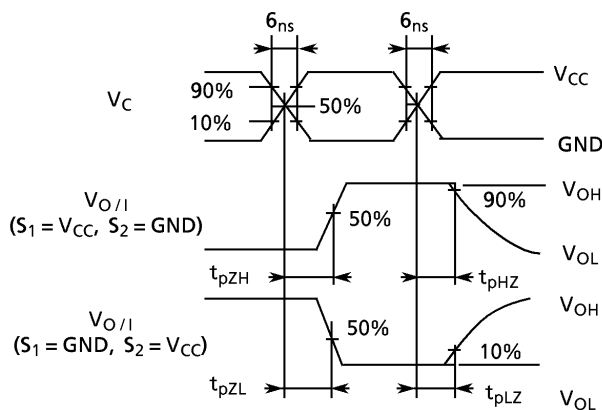 6ns 6ns
VC 90% 50% VCC
10% GND
VO/I
(S1 = VCC, S2 = GND) 50% 90% VOH
VOL
tpZH tpHZ
VO/I
(S1 = GND, S2 = VCC) 50% 10% VOH
tpZL tpLZ VOL